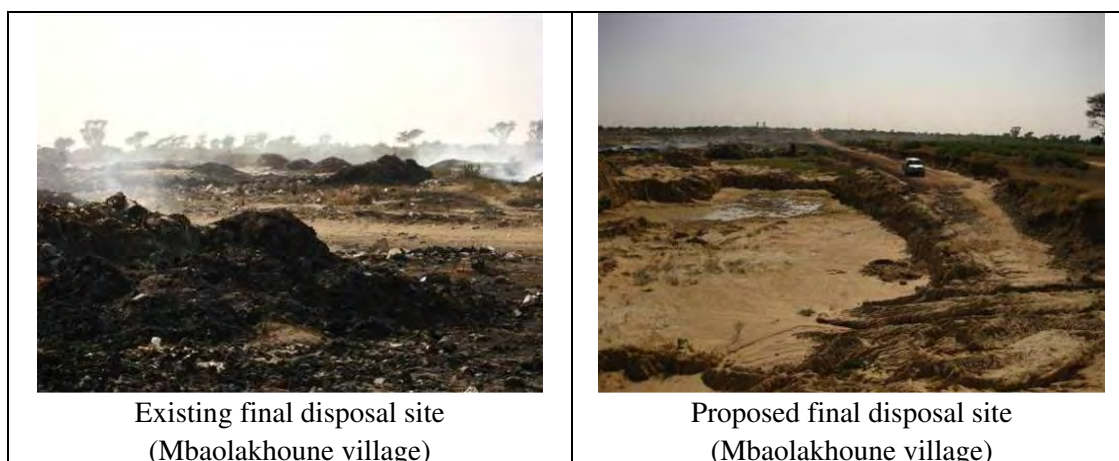 Existing final disposal site
(Mbaolakhoune village)
Proposed final disposal site
(Mbaolakhoune village)